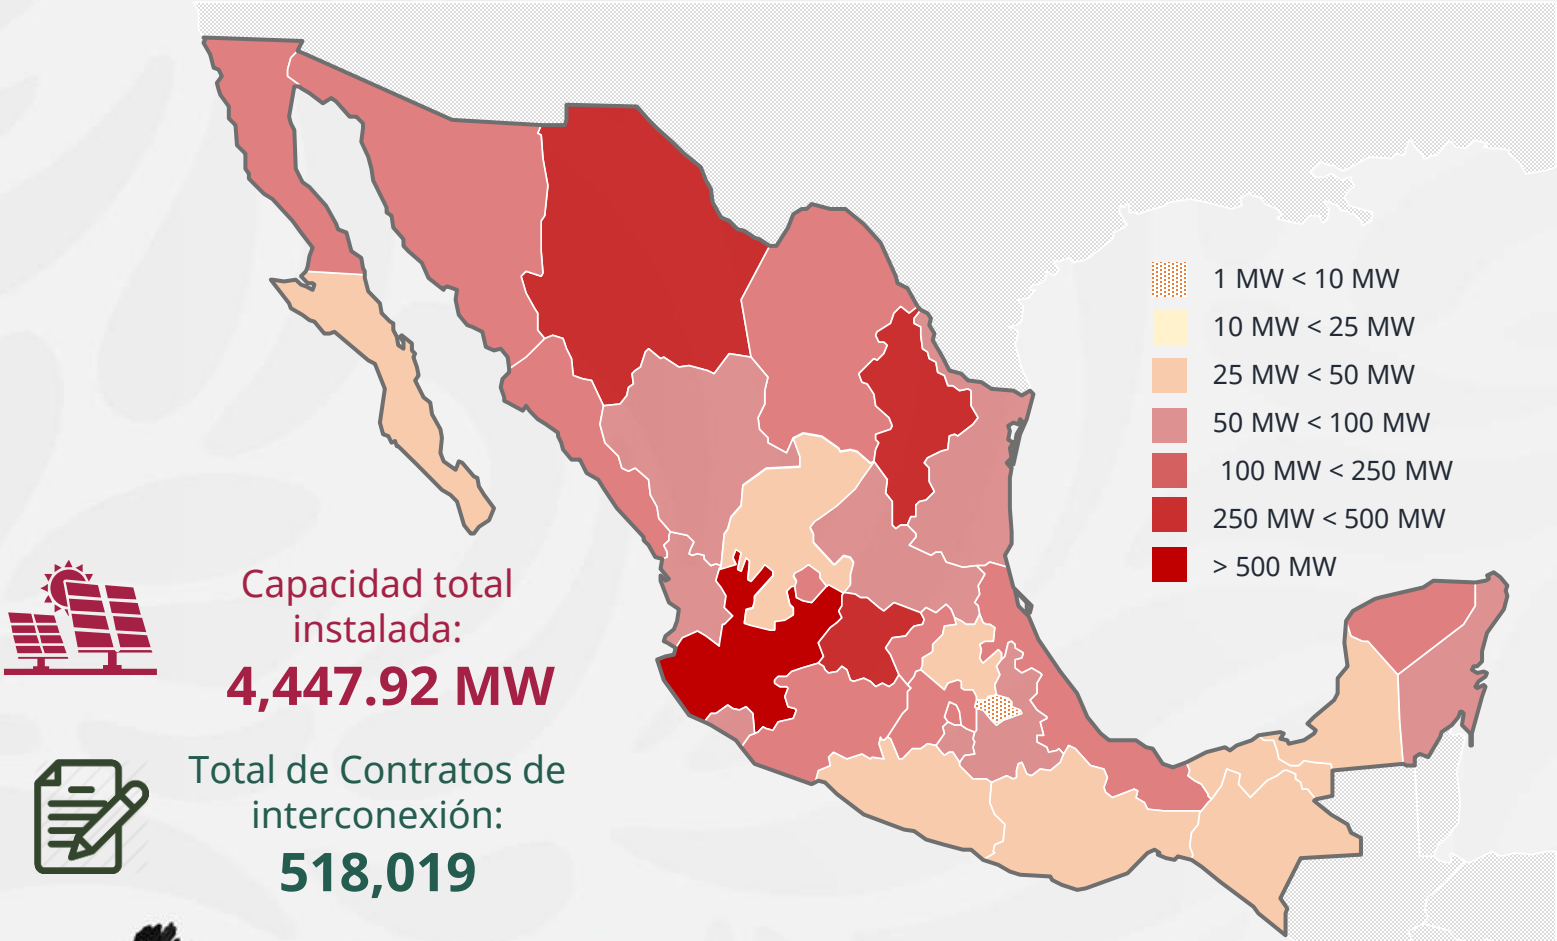 1 MW < 10 MW
10 MW < 25 MW
25 MW < 50 MW
50 MW < 100 MW
100 MW < 250 MW
250 MW < 500 MW
> 500 MW
Capacidad total
instalada:
4,447.92 MW
Total de Contratos de
interconexión:
518,019